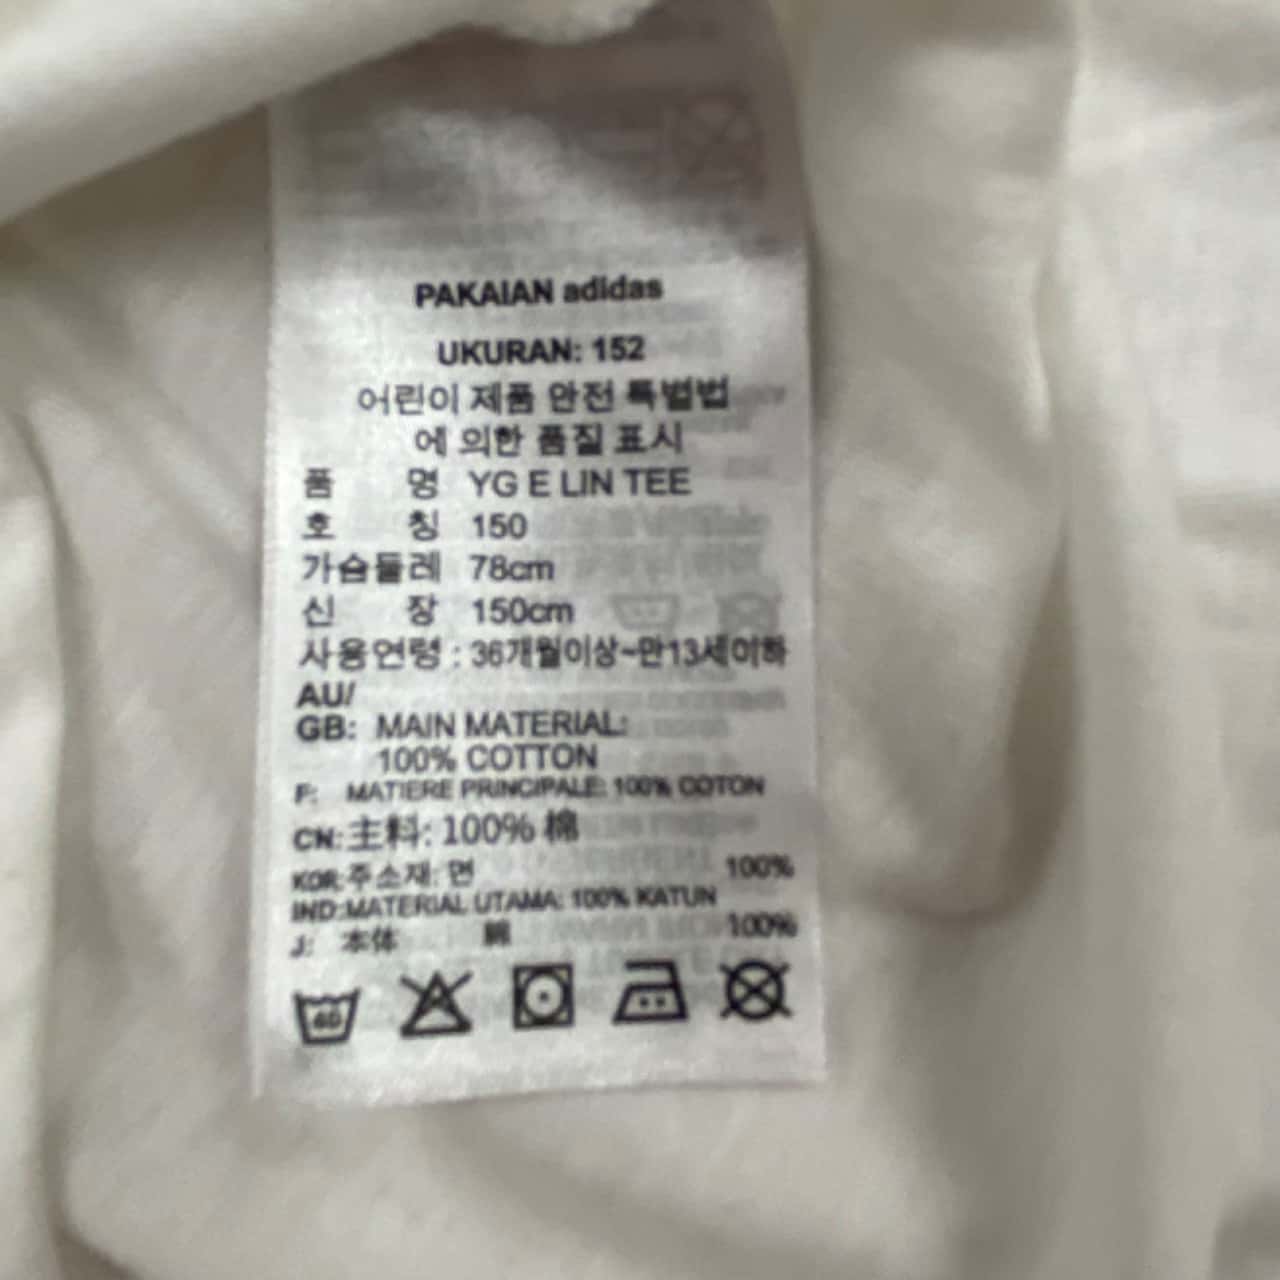 PAKAIAN adidas
UKURAN: 152
어린이 제품 안전 특별법
에 의한 품질 표시
품 명 YG E LIN TEE
호 칭 150
가슴둘레 78cm
신 장 150cm
사용연령 : 36개월이상~만13세이하
AU/
GB: MAIN MATERIAL:
100% COTTON
F: MATIERE PRINCIPALE: 100% COTON
CN: 主料: 100% 棉
KOR: 주소재: 면 100%
IND: MATERIAL UTAMA: 100% KATUN
J: 本体 綿 100%